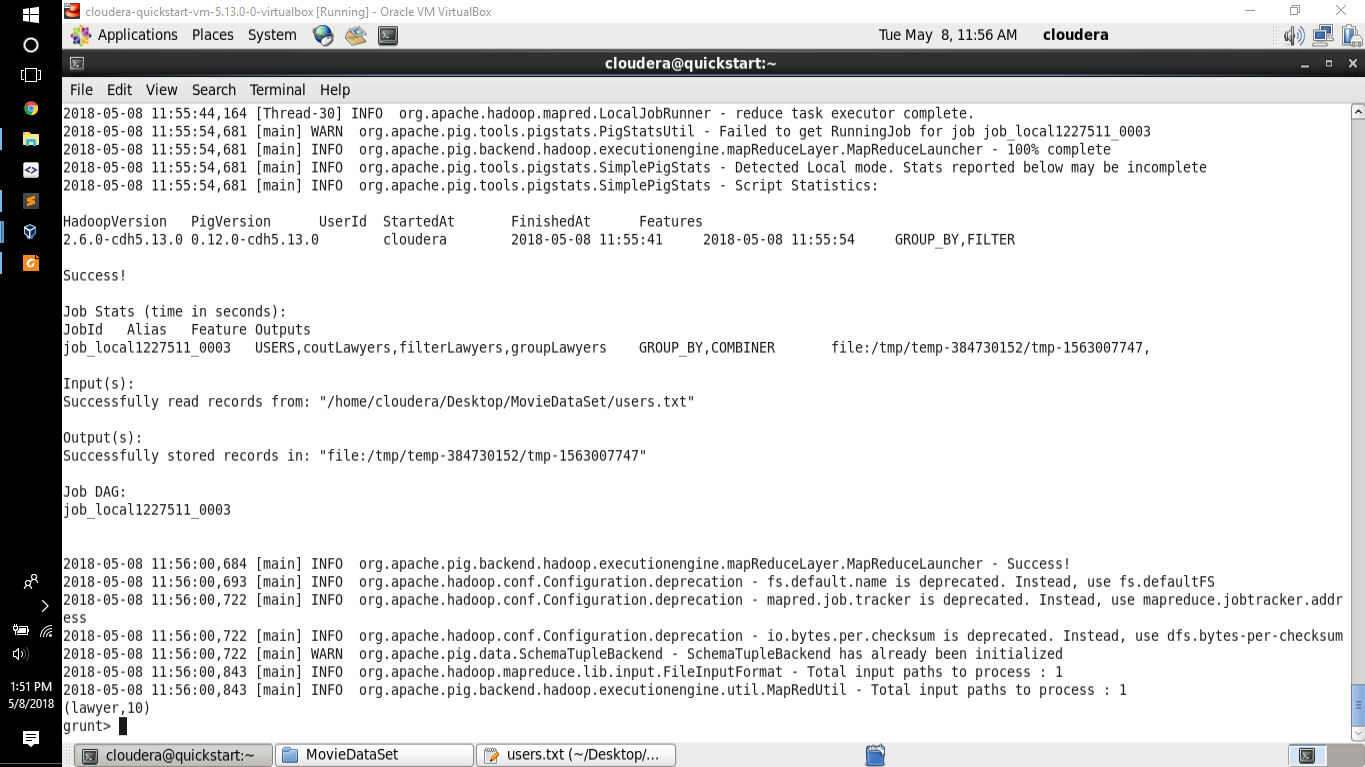 cloudera-quickstart-vm-5.13.0-0-virtualbox [Running] - Oracle VM VirtualBox
Applications Places System Tue May 8, 11:56 AM cloudera
cloudera@quickstart:~
File Edit View Search Terminal Help
2018-05-08 11:55:44,164 [Thread-30] INFO  org.apache.hadoop.mapred.LocalJobRunner - reduce task executor complete.
2018-05-08 11:55:54,681 [main] WARN  org.apache.pig.tools.pigstats.PigStatsUtil - Failed to get RunningJob for job job_local1227511_0003
2018-05-08 11:55:54,681 [main] INFO  org.apache.pig.backend.hadoop.executionengine.mapReduceLayer.MapReduceLauncher - 100% complete
2018-05-08 11:55:54,681 [main] INFO  org.apache.pig.tools.pigstats.SimplePigStats - Detected Local mode. Stats reported below may be incomplete
2018-05-08 11:55:54,681 [main] INFO  org.apache.pig.tools.pigstats.SimplePigStats - Script Statistics:
HadoopVersion PigVersion UserId StartedAt FinishedAt Features
2.6.0-cdh5.13.0 0.12.0-cdh5.13.0 cloudera 2018-05-08 11:55:41 2018-05-08 11:55:54 GROUP_BY,FILTER
Success!
Job Stats (time in seconds):
JobId Alias Feature Outputs
job_local1227511_0003 USERS,coutLawyers,filterLawyers,groupLawyers GROUP_BY,COMBINER file:/tmp/temp-384730152/tmp-1563007747,
Input(s):
Successfully read records from: "/home/cloudera/Desktop/MovieDataSet/users.txt"
Output(s):
Successfully stored records in: "file:/tmp/temp-384730152/tmp-1563007747"
Job DAG:
job_local1227511_0003
2018-05-08 11:56:00,684 [main] INFO  org.apache.pig.backend.hadoop.executionengine.mapReduceLayer.MapReduceLauncher - Success!
2018-05-08 11:56:00,693 [main] INFO  org.apache.hadoop.conf.Configuration.deprecation - fs.default.name is deprecated. Instead, use fs.defaultFS
2018-05-08 11:56:00,722 [main] INFO  org.apache.hadoop.conf.Configuration.deprecation - mapred.job.tracker is deprecated. Instead, use mapreduce.jobtracker.addr
ess
2018-05-08 11:56:00,722 [main] INFO  org.apache.hadoop.conf.Configuration.deprecation - io.bytes.per.checksum is deprecated. Instead, use dfs.bytes-per-checksum
2018-05-08 11:56:00,722 [main] WARN  org.apache.pig.data.SchemaTupleBackend - SchemaTupleBackend has already been initialized
2018-05-08 11:56:00,843 [main] INFO  org.apache.hadoop.mapreduce.lib.input.FileInputFormat - Total input paths to process : 1
2018-05-08 11:56:00,843 [main] INFO  org.apache.pig.backend.hadoop.executionengine.util.MapRedUtil - Total input paths to process : 1
(lawyer,10)
grunt>
1:51 PM
5/8/2018
cloudera@quickstart:~ MovieDataSet users.txt (~/Desktop/...